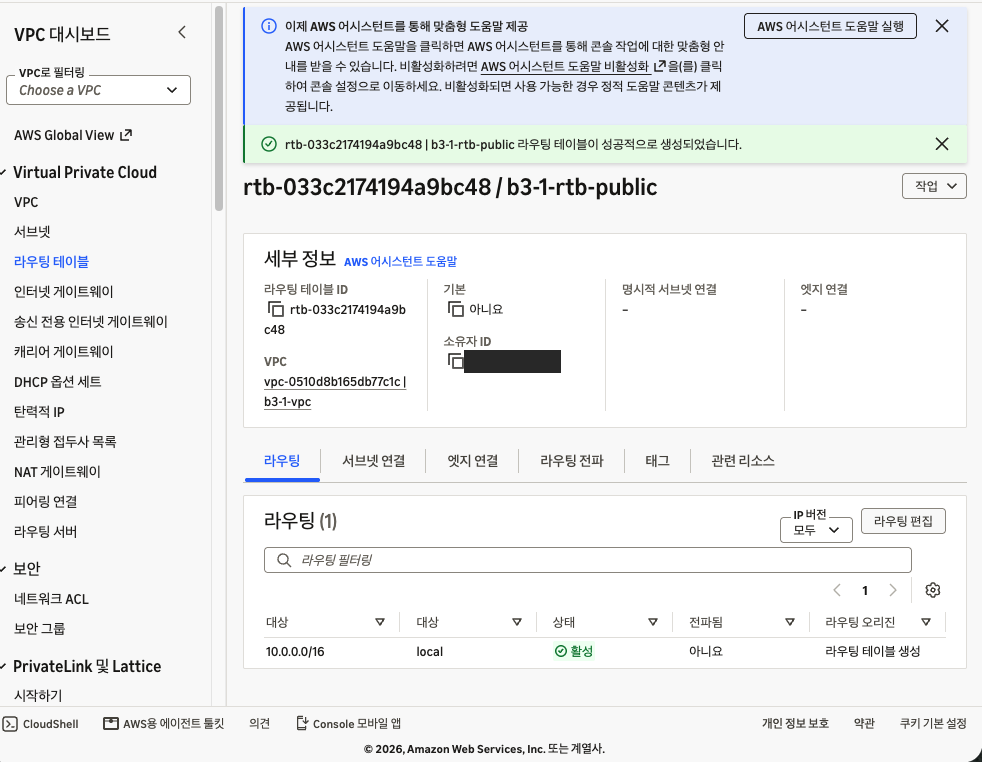 VPC 대시보드
VPC로 필터링
Choose a VPC
AWS Global View
Virtual Private Cloud
VPC
서브넷
라우팅 테이블
인터넷 게이트웨이
송신 전용 인터넷 게이트웨이
캐리어 게이트웨이
DHCP 옵션 세트
탄력적 IP
관리형 접두사 목록
NAT 게이트웨이
피어링 연결
라우팅 서버
보안
네트워크 ACL
보안 그룹
PrivateLink 및 Lattice
시작하기
이제 AWS 어시스턴트를 통해 맞춤형 도움말 제공
AWS 어시스턴트 도움말을 클릭하면 AWS 어시스턴트를 통해 콘솔 작업에 대한 맞춤형 안
내를 받을 수 있습니다. 비활성화하려면 AWS 어시스턴트 도움말 비활성화 을(를) 클릭
하여 콘솔 설정으로 이동하세요. 비활성화되면 사용 가능한 경우 정적 도움말 콘텐츠가 제
공됩니다.
AWS 어시스턴트 도움말 실행
rtb-033c2174194a9bc48 | b3-1-rtb-public 라우팅 테이블이 성공적으로 생성되었습니다.
rtb-033c2174194a9bc48 / b3-1-rtb-public
작업
세부 정보 AWS 어시스턴트 도움말
라우팅 테이블 ID
rtb-033c2174194a9b
c48
VPC
vpc-0510d8b165db77c1c |
b3-1-vpc
기본
아니요
소유자 ID
명시적 서브넷 연결
–
엣지 연결
–
라우팅 서브넷 연결 엣지 연결 라우팅 전파 태그 관련 리소스
라우팅 (1)
IP 버전
모두
라우팅 편집
라우팅 필터링
1
대상 대상 상태 전파됨 라우팅 오리진
10.0.0.0/16 local 활성 아니요 라우팅 테이블 생성
CloudShell AWS용 에이전트 툴킷 의견 Console 모바일 앱 개인 정보 보호 약관 쿠키 기본 설정
© 2026, Amazon Web Services, Inc. 또는 계열사.